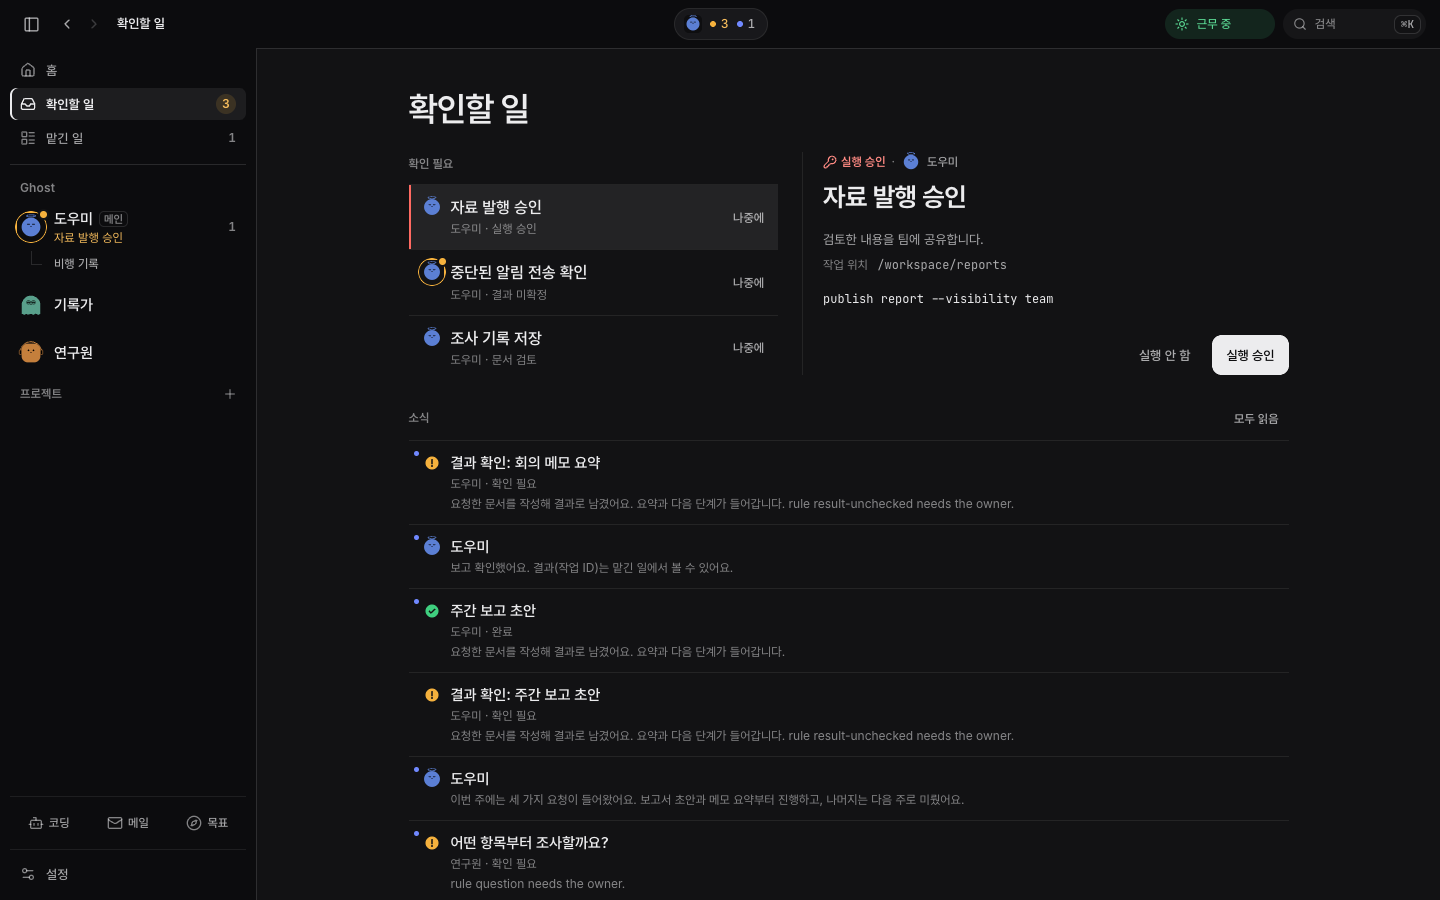 확인할 일
3 1
근무 중
검색 ⌘K
홈
확인할 일 3
맡긴 일 1
Ghost
도우미 메인 1
자료 발행 승인
비행 기록
기록가
연구원
프로젝트
코딩 메일 목표
설정
확인할 일
확인 필요
자료 발행 승인
도우미 · 실행 승인
나중에
중단된 알림 전송 확인
도우미 · 결과 미확정
나중에
조사 기록 저장
도우미 · 문서 검토
나중에
실행 승인 · 도우미
자료 발행 승인
검토한 내용을 팀에 공유합니다.
작업 위치 /workspace/reports
publish report --visibility team
실행 안 함 실행 승인
소식 모두 읽음
결과 확인: 회의 메모 요약
도우미 · 확인 필요
요청한 문서를 작성해 결과로 남겼어요. 요약과 다음 단계가 들어갑니다. rule result-unchecked needs the owner.
도우미
보고 확인했어요. 결과(작업 ID)는 맡긴 일에서 볼 수 있어요.
주간 보고 초안
도우미 · 완료
요청한 문서를 작성해 결과로 남겼어요. 요약과 다음 단계가 들어갑니다.
결과 확인: 주간 보고 초안
도우미 · 확인 필요
요청한 문서를 작성해 결과로 남겼어요. 요약과 다음 단계가 들어갑니다. rule result-unchecked needs the owner.
도우미
이번 주에는 세 가지 요청이 들어왔어요. 보고서 초안과 메모 요약부터 진행하고, 나머지는 다음 주로 미뤘어요.
어떤 항목부터 조사할까요?
연구원 · 확인 필요
rule question needs the owner.